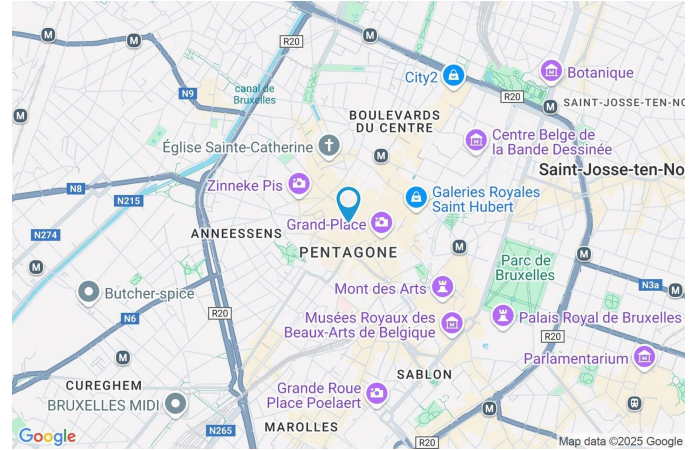 M
R20
M
City2
Botanique
N9
canal de
Bruxelles
R20
SAINT-JOSSE-TEN-NO
BOULEVARDS
DU CENTRE
M
Église Sainte-Catherine
M
Centre Belge de
la Bande Dessinée
M
Saint-Josse-ten-No
N8
Zinneke Pis
N215
Galeries Royales
Saint Hubert
Grand-Place
N274
ANNEESSENS
PENTAGONE
M
M
Parc de
Bruxelles
M
Butcher-spice
Mont des Arts
N3a
N6
R20
Musées Royaux des
Beaux-Arts de Belgique
Palais Royal de Bruxelles
R20
M
Parlamentarium
CUREGHEM
SABLON
BRUXELLES MIDI
Grande Roue
Place Poelaert
M
MAROLLES
N265
R20
M
Google
Map data ©2025 Google